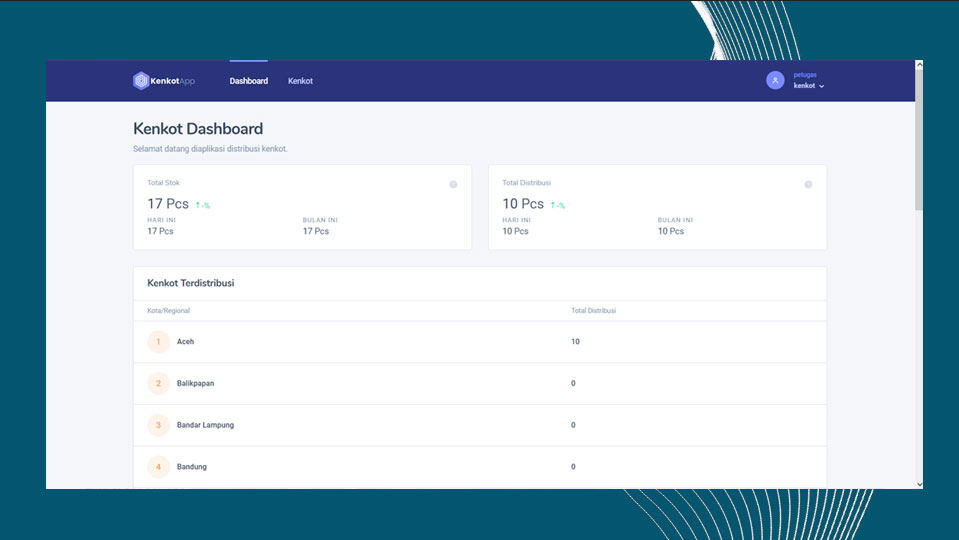 KenkotApp
Dashboard
Kenkot
petugas
kenkot
Kenkot Dashboard
Selamat datang diaplikasi distribusi kenkot.
Total Stok
17 Pcs ↑-%
HARI INI
BULAN INI
17 Pcs
17 Pcs
Total Distribusi
10 Pcs ↑-%
HARI INI
BULAN INI
10 Pcs
10 Pcs
Kenkot Terdistribusi
Kota/Regional Total Distribusi
1 Aceh 10
2 Balikpapan 0
3 Bandar Lampung 0
4 Bandung 0